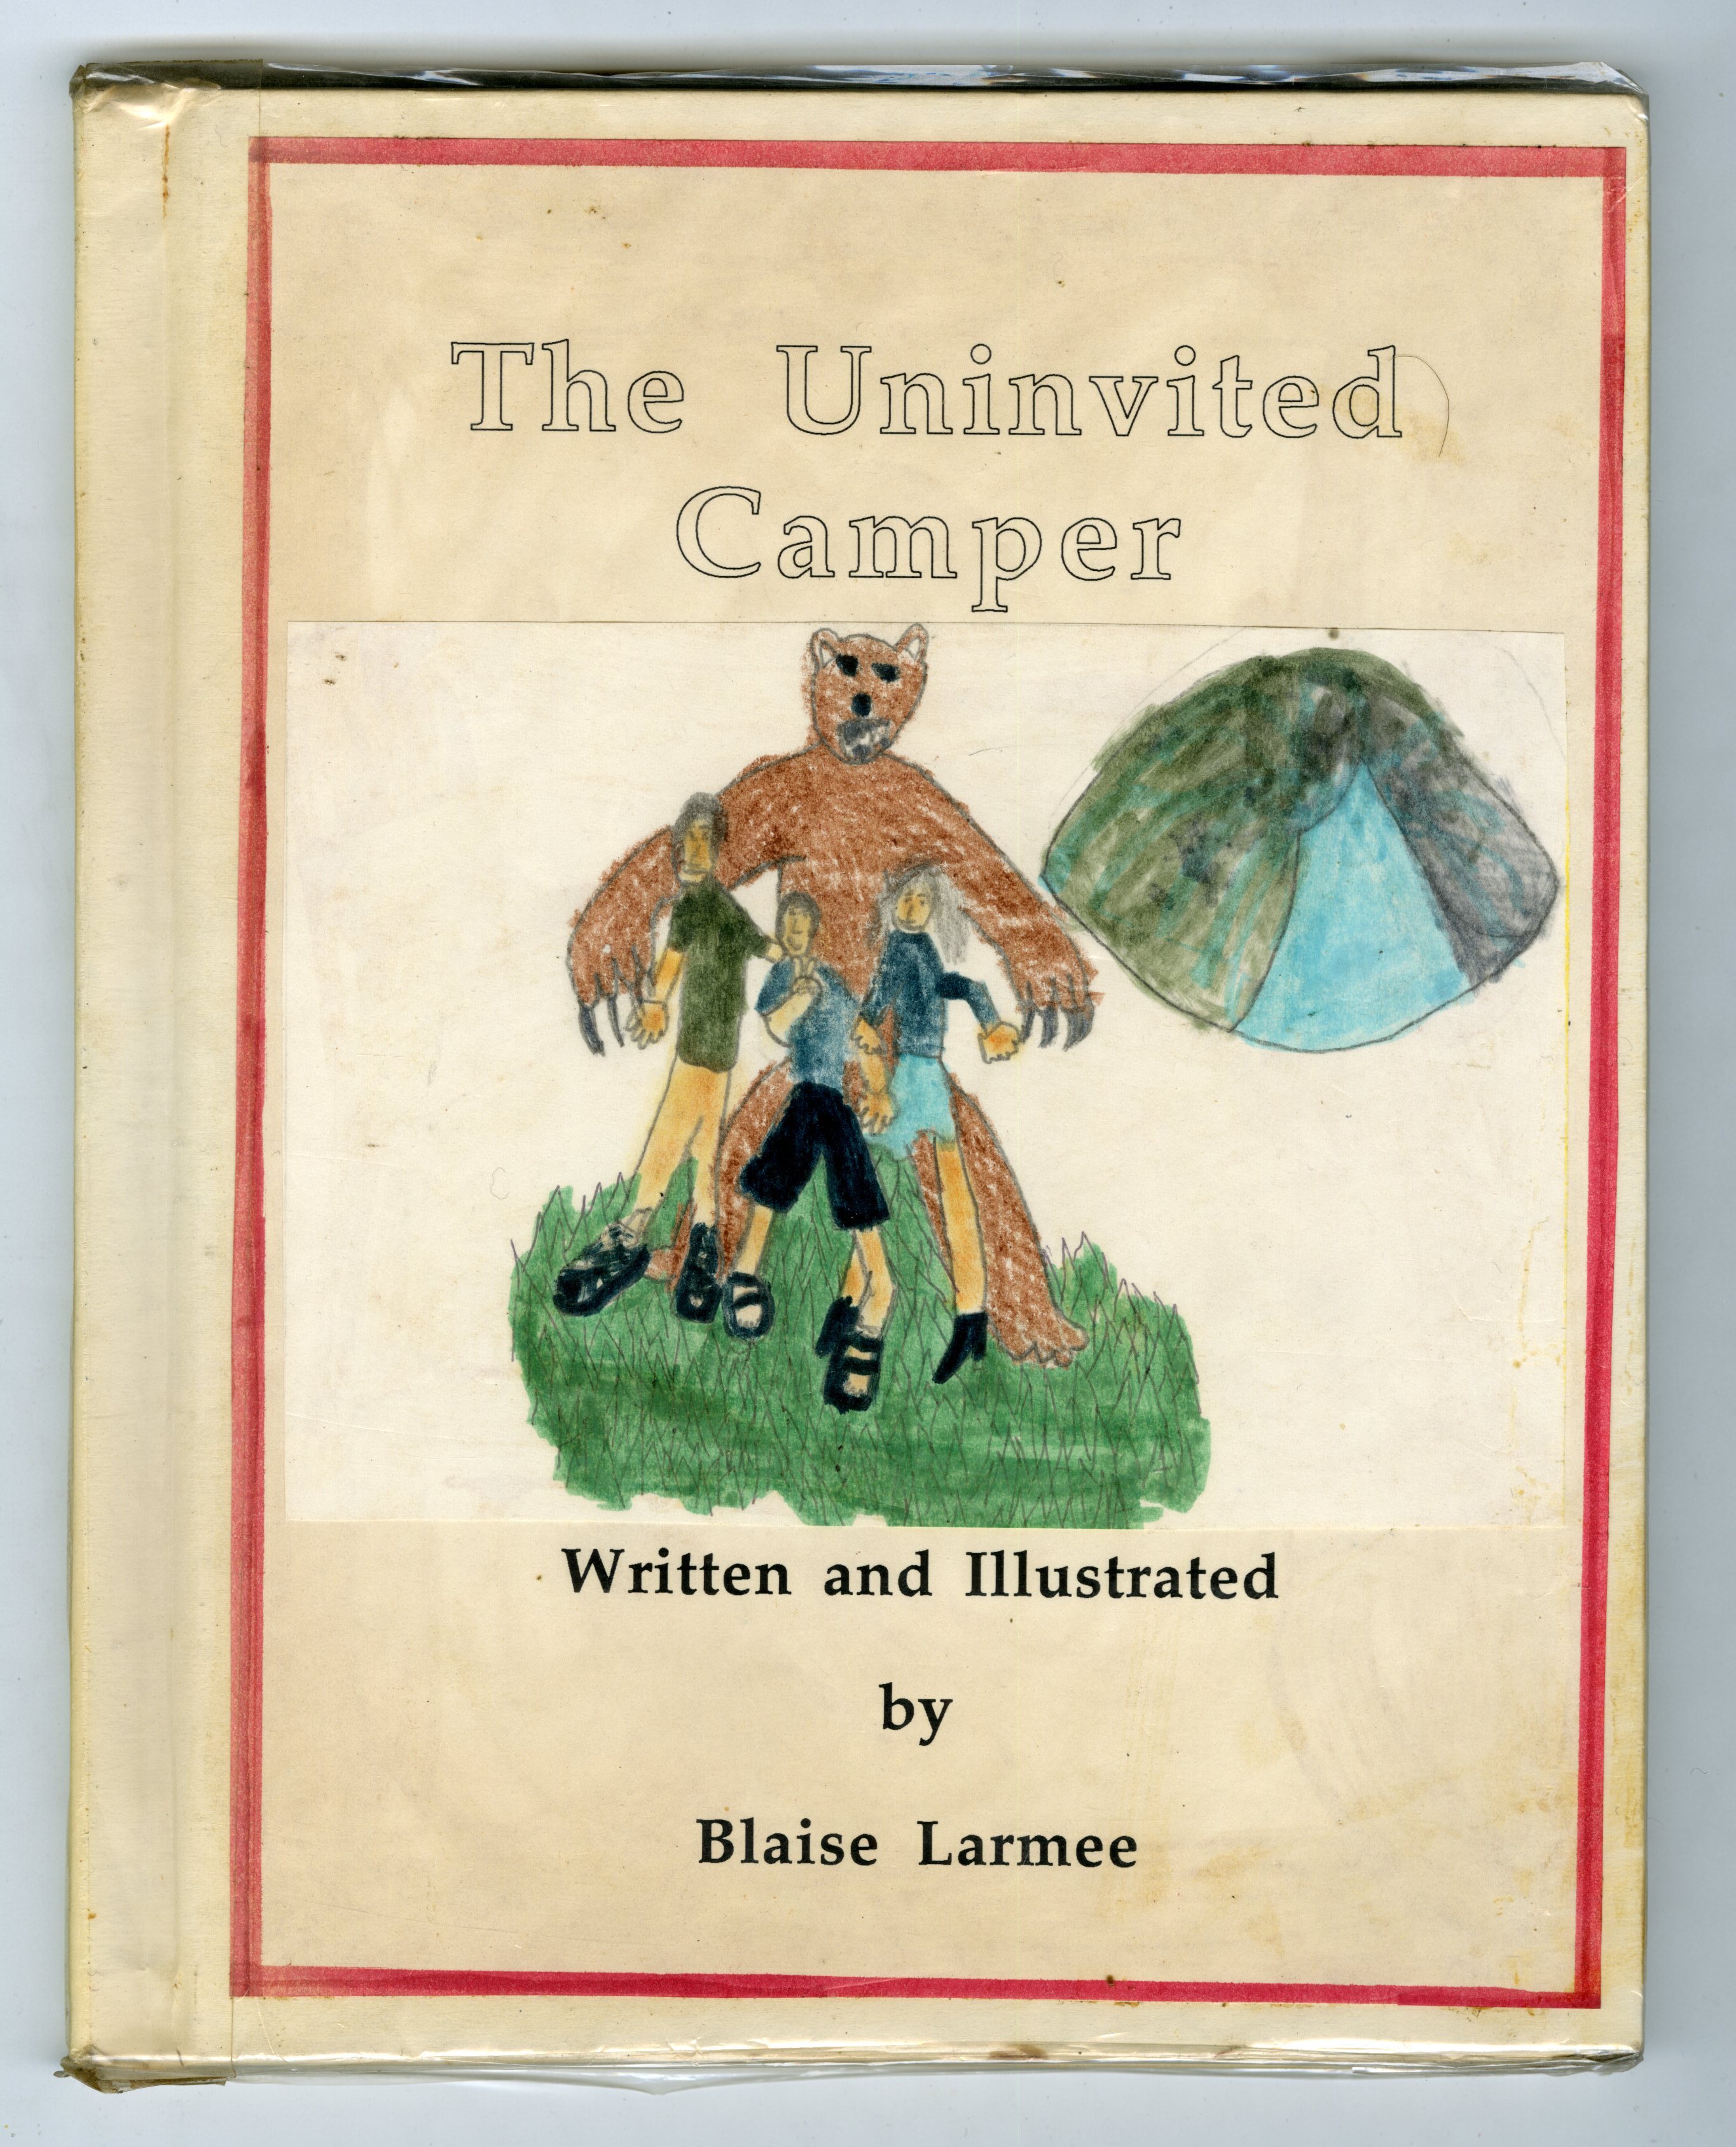 The Uninvited
Camper
Written and Illustrated
by
Blaise Larmee